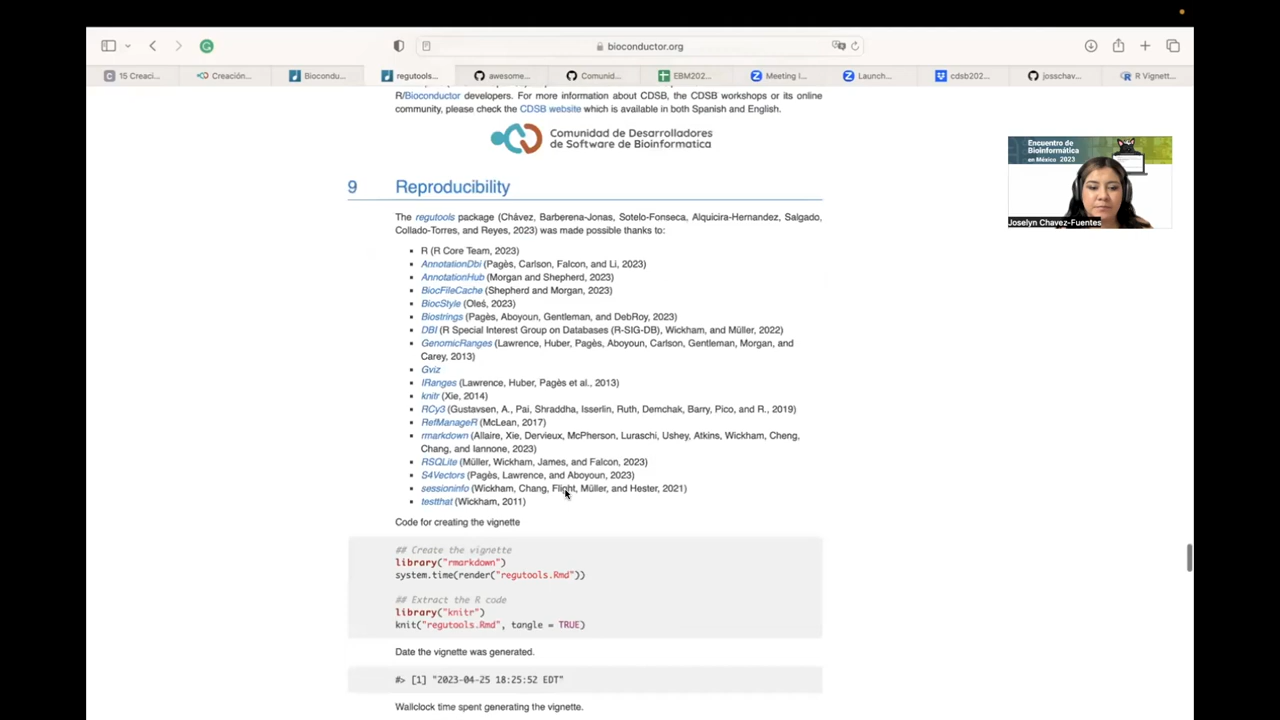 bioconductor.org
15 Creaci...
Creación...
Biocondu...
regutools...
awesome...
Comunid...
EBM202...
Meeting I...
Launch...
cdsb202...
josschav...
R Vignett...
R/Bioconductor developers. For more information about CDSB, the CDSB workshops or its online
community, please check the CDSB website which is available in both Spanish and English.
Comunidad de Desarrolladores
de Software de Bioinformatica
Encuentro de
Bioinformática
en México 2023
Joselyn Chavez-Fuentes
9 Reproducibility
The regutools package (Chávez, Barberena-Jonas, Sotelo-Fonseca, Alquicira-Hernandez, Salgado,
Collado-Torres, and Reyes, 2023) was made possible thanks to:
R (R Core Team, 2023)
AnnotationDbi (Pagès, Carlson, Falcon, and Li, 2023)
AnnotationHub (Morgan and Shepherd, 2023)
BiocFileCache (Shepherd and Morgan, 2023)
BiocStyle (Oleś, 2023)
Biostrings (Pagès, Aboyoun, Gentleman, and DebRoy, 2023)
DBI (R Special Interest Group on Databases (R-SIG-DB), Wickham, and Müller, 2022)
GenomicRanges (Lawrence, Huber, Pagès, Aboyoun, Carlson, Gentleman, Morgan, and
Carey, 2013)
Gviz
IRanges (Lawrence, Huber, Pagès et al., 2013)
knitr (Xie, 2014)
RCy3 (Gustavsen, A., Pai, Shraddha, Isserlin, Ruth, Demchak, Barry, Pico, and R., 2019)
RefManageR (McLean, 2017)
rmarkdown (Allaire, Xie, Dervieux, McPherson, Luraschi, Ushey, Atkins, Wickham, Cheng,
Chang, and Iannone, 2023)
RSQLite (Müller, Wickham, James, and Falcon, 2023)
S4Vectors (Pagès, Lawrence, and Aboyoun, 2023)
sessioninfo (Wickham, Chang, Flight, Müller, and Hester, 2021)
testthat (Wickham, 2011)
Code for creating the vignette
## Create the vignette
library("rmarkdown")
system.time(render("regutools.Rmd"))
## Extract the R code
library("knitr")
knit("regutools.Rmd", tangle = TRUE)
Date the vignette was generated.
#> [1] "2023-04-25 18:25:52 EDT"
Wallclock time spent generating the vignette.